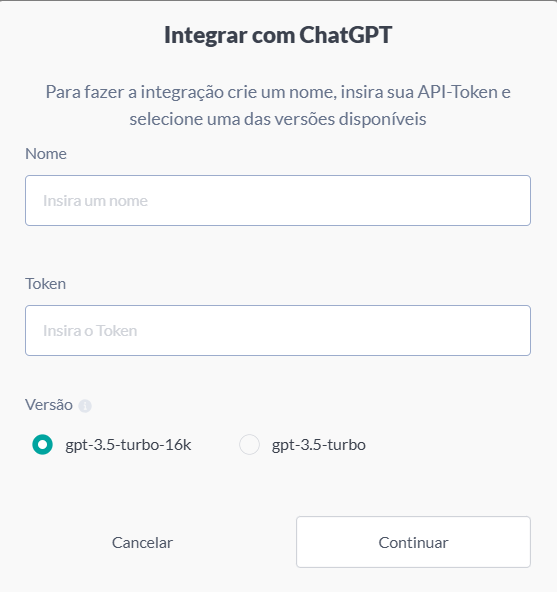 Integrar com ChatGPT
Para fazer a integração crie um nome, insira sua API-Token e
selecione uma das versões disponíveis
Nome
Insira um nome
Token
Insira o Token
Versão
gpt-3.5-turbo-16k gpt-3.5-turbo
Cancelar Continuar